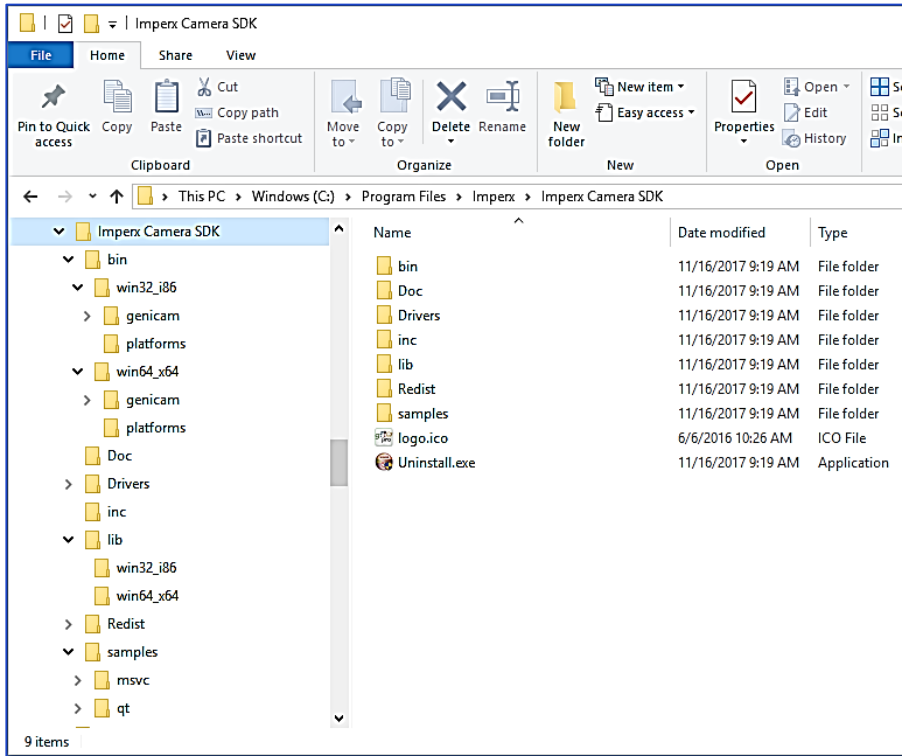 Imperx Camera SDK
File Home Share View
Pin to Quick access
Copy
Paste
Cut
Copy path
Paste shortcut
Clipboard
Move to
Copy to
Delete
Rename
Organize
New folder
New item
Easy access
New
Properties
Open
Edit
History
Open
This PC > Windows (C:) > Program Files > Imperx > Imperx Camera SDK
Imperx Camera SDK
bin
win32_i86
genicam
platforms
win64_x64
genicam
platforms
Doc
Drivers
inc
lib
win32_i86
win64_x64
Redist
samples
msvc
qt
Name Date modified Type
bin 11/16/2017 9:19 AM File folder
Doc 11/16/2017 9:19 AM File folder
Drivers 11/16/2017 9:19 AM File folder
inc 11/16/2017 9:19 AM File folder
lib 11/16/2017 9:19 AM File folder
Redist 11/16/2017 9:19 AM File folder
samples 11/16/2017 9:19 AM File folder
logo.ico 6/6/2016 10:26 AM ICO File
Uninstall.exe 11/16/2017 9:19 AM Application
9 items